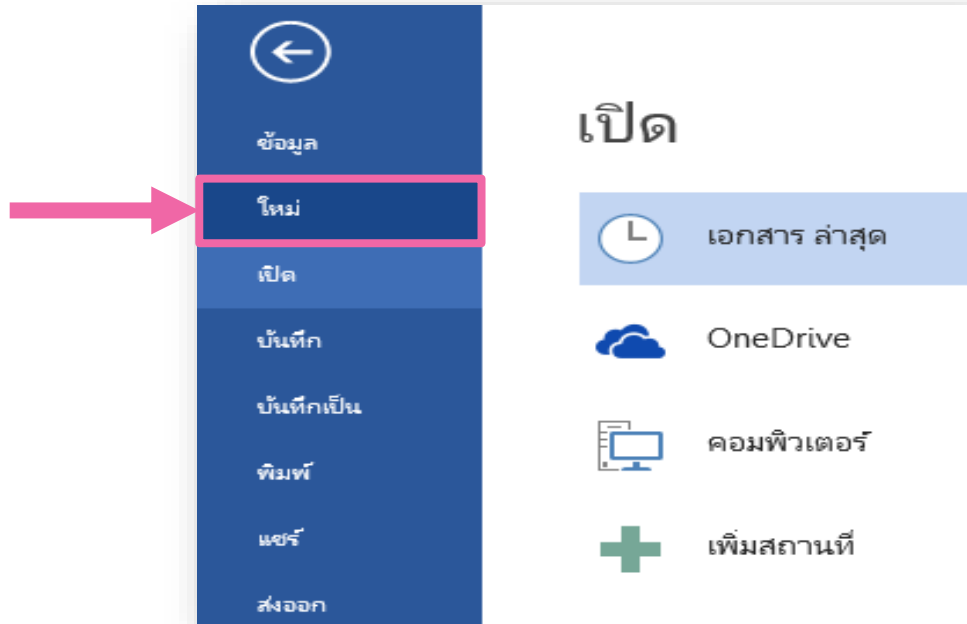 ข้อมูล
ใหม่
เปิด
บันทึก
บันทึกเป็น
พิมพ์
แชร์
ส่งออก
เปิด
เอกสาร ล่าสุด
OneDrive
คอมพิวเตอร์
เพิ่มสถานที่